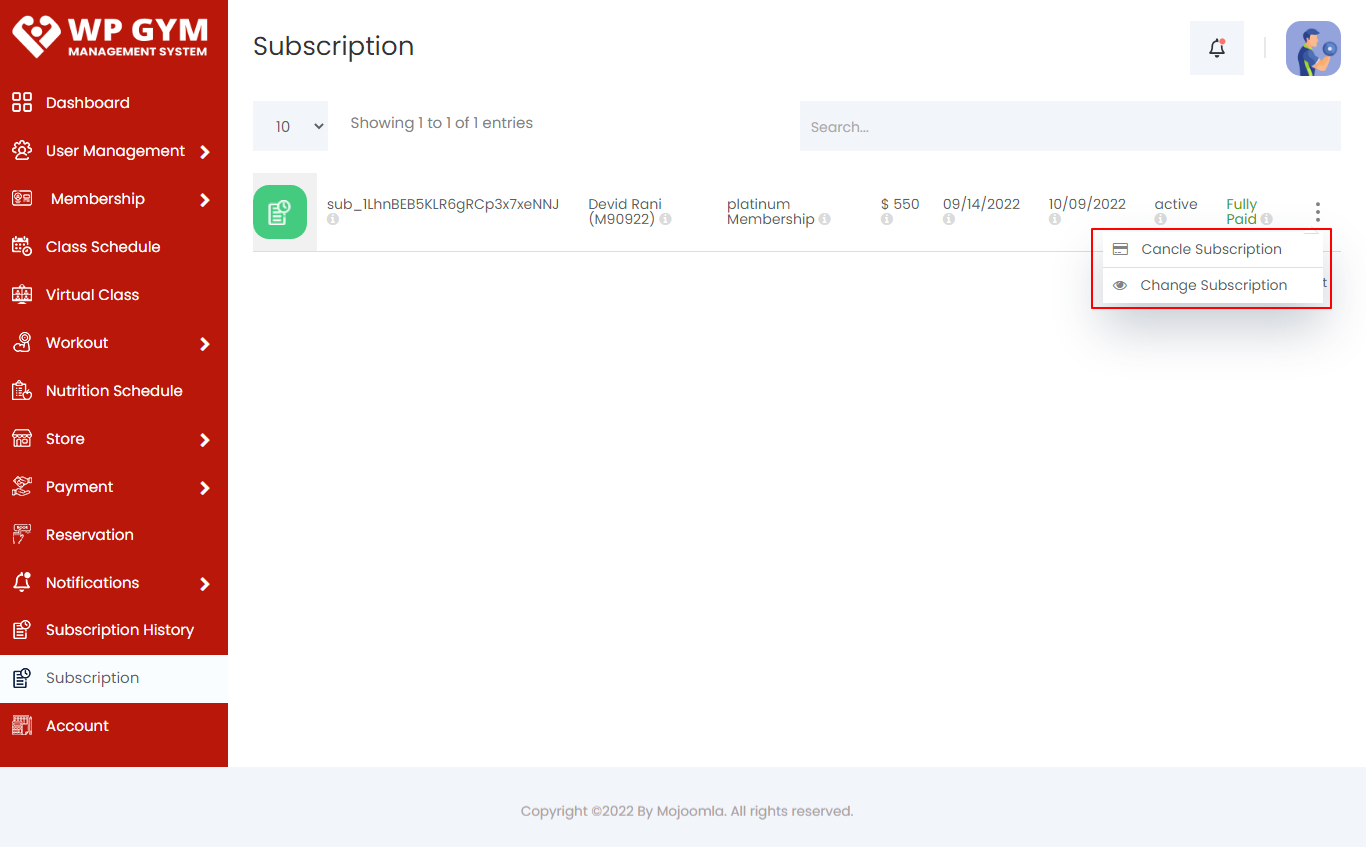 WP GYM
MANAGEMENT SYSTEM
Dashboard
User Management
Membership
Class Schedule
Virtual Class
Workout
Nutrition Schedule
Store
Payment
Reservation
Notifications
Subscription History
Subscription
Account
Subscription
10
Showing 1 to 1 of 1 entries
Search...
sub_1LhnBEB5KLR6gRCp3x7xeNNJ
Devid Rani
(M90922)
platinum
Membership
$ 550
09/14/2022
10/09/2022
active
Fully
Paid
Cancle Subscription
Change Subscription
t
Copyright ©2022 By Mojoomla. All rights reserved.